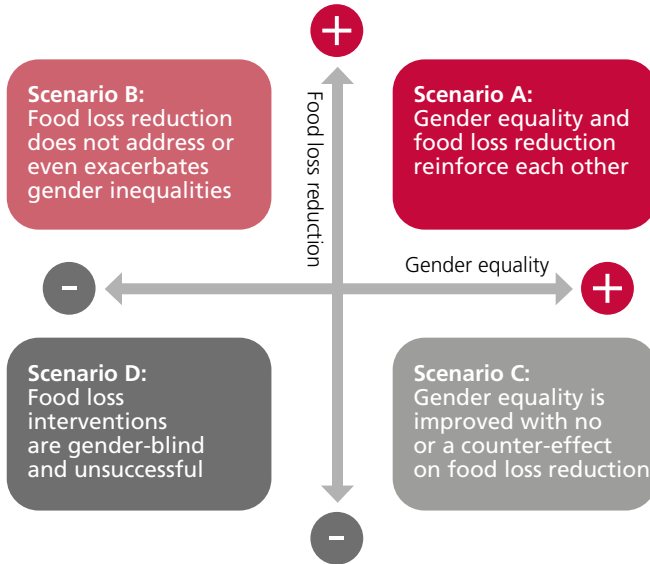 +
Scenario B:
Food loss reduction
does not address or
even exacerbates
gender inequalities
Food loss reduction
Scenario A:
Gender equality and
food loss reduction
reinforce each other
-
Gender equality
+
Scenario D:
Food loss
interventions
are gender-blind
and unsuccessful
Scenario C:
Gender equality is
improved with no
or a counter-effect
on food loss reduction
-